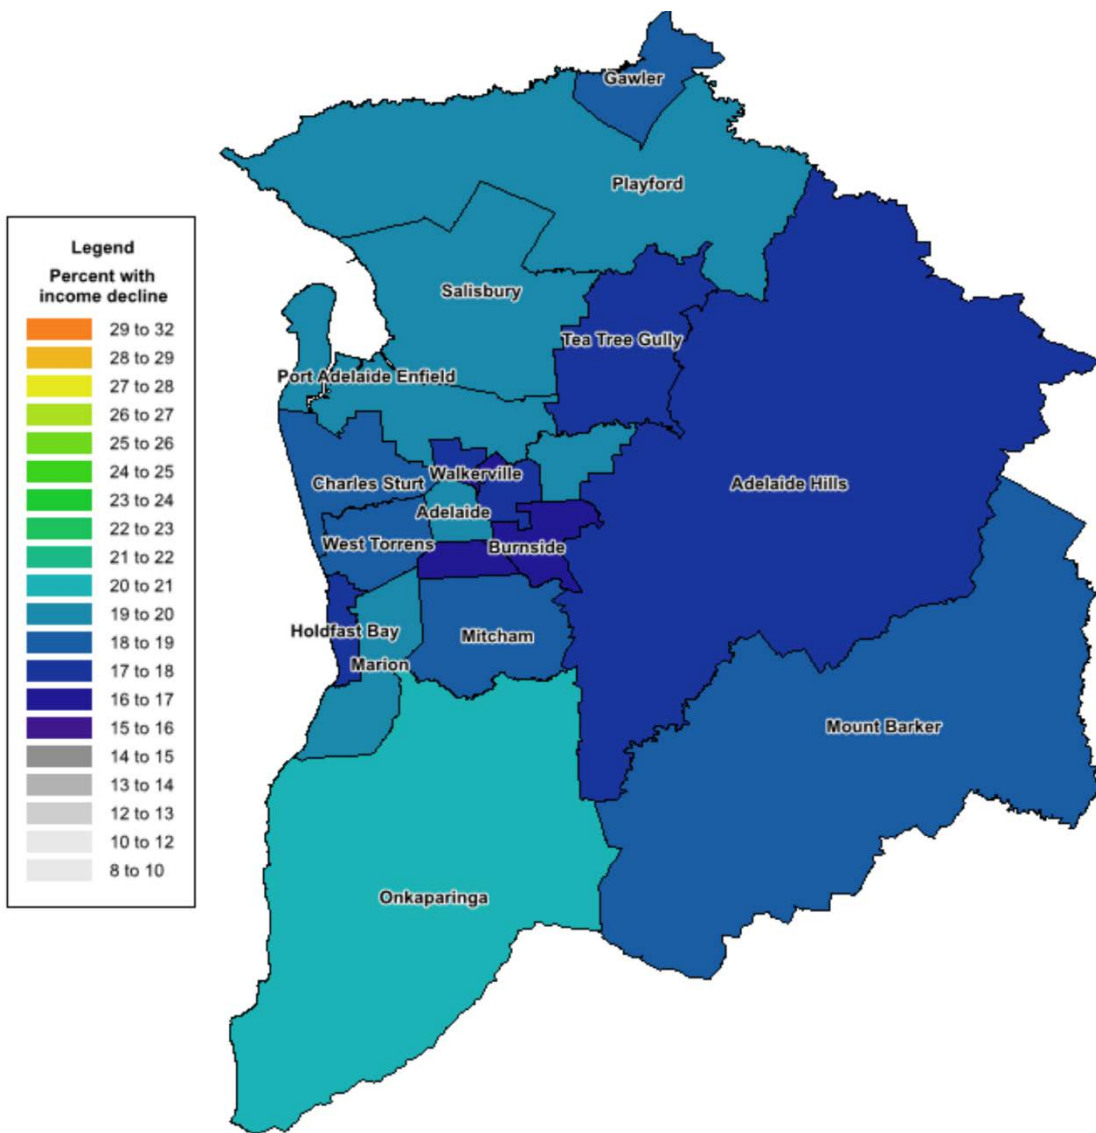 Legend
Percent with
income decline
29 to 32
28 to 29
27 to 28
26 to 27
25 to 26
24 to 25
23 to 24
22 to 23
21 to 22
20 to 21
19 to 20
18 to 19
17 to 18
16 to 17
15 to 16
14 to 15
13 to 14
12 to 13
10 to 12
8 to 10
Gawler
Playford
Salisbury
Tea Tree Gully
Port Adelaide Enfield
Walkerville
Charles Sturt
Adelaide Hills
Adelaide
West Torrens
Burnside
Holdfast Bay
Mitcham
Marion
Mount Barker
Onkaparinga